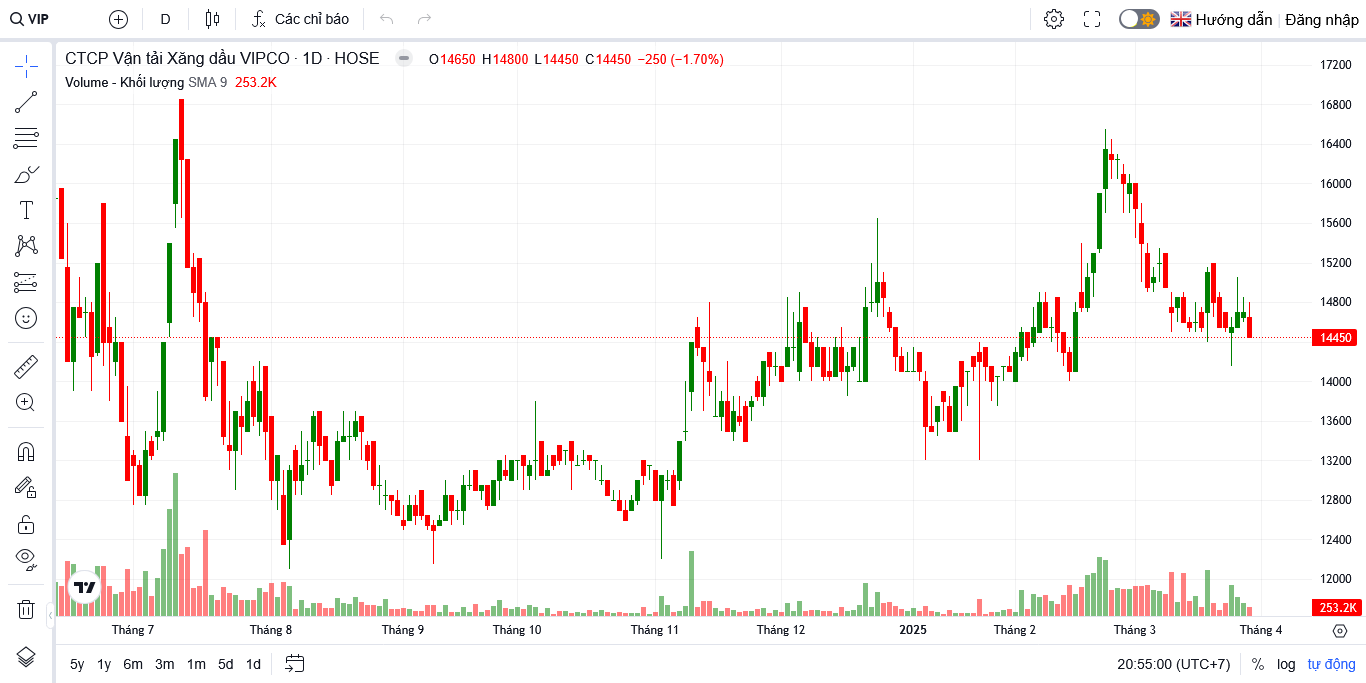 VIP D Các chỉ báo Hướng dẫn Đăng nhập
CTCP Vận tải Xăng dầu VIPCO · 1D · HOSE O14650 H14800 L14450 C14450 −250 (−1.70%)
Volume - Khối lượng SMA 9 253.2K
17200
16800
16400
16000
15600
15200
14800
14450
14000
13600
13200
12800
12400
12000
253.2K
Tháng 7 Tháng 8 Tháng 9 Tháng 10 Tháng 11 Tháng 12 2025 Tháng 2 Tháng 3 Tháng 4
5y 1y 6m 3m 1m 5d 1d 20:55:00 (UTC+7) % log tự động